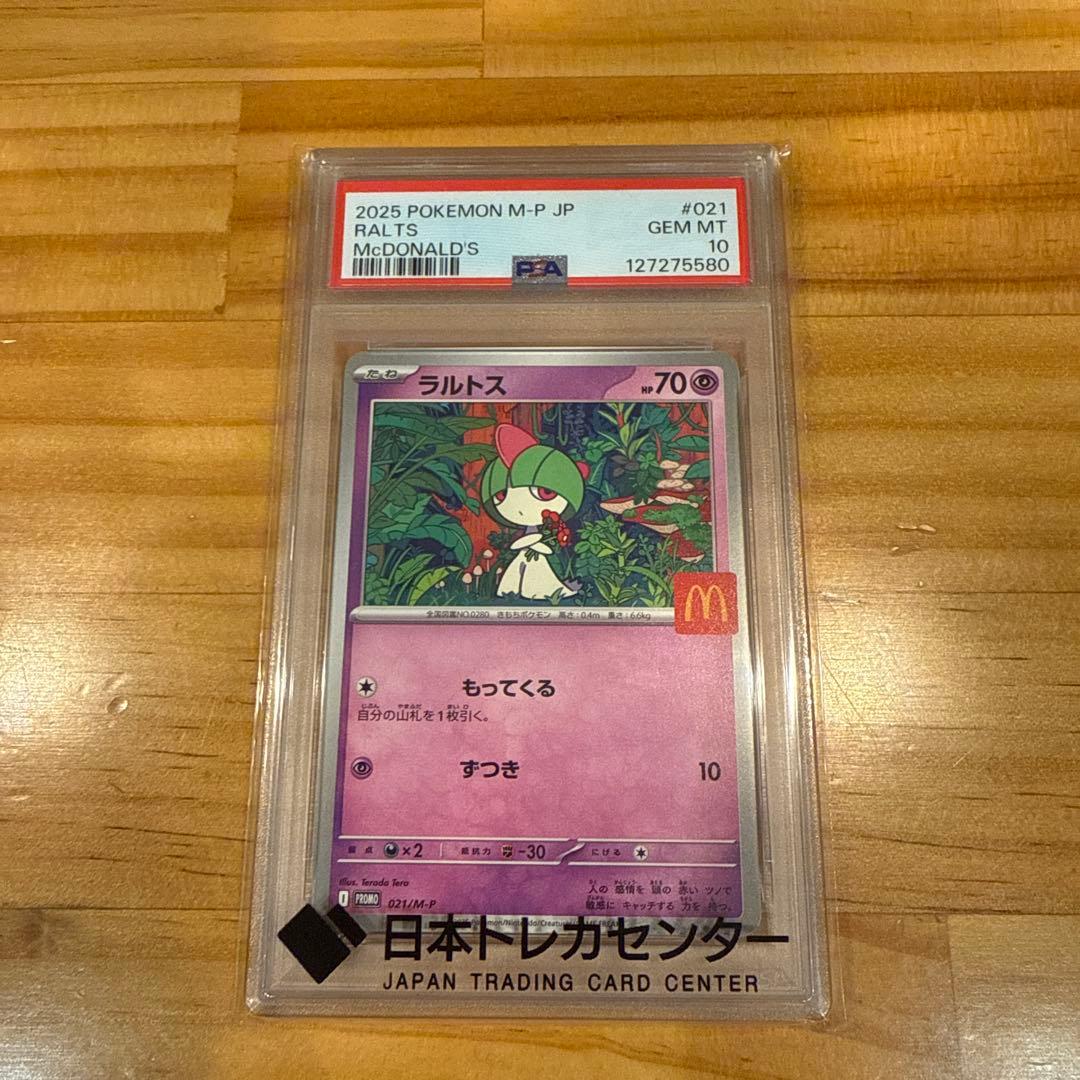 2025 POKEMON M-P JP #021
RALTS GEM MT
McDONALD'S 10
PSA 127275580
たね ラルトス HP70
全国図鑑NO.0280 きもちポケモン 高さ:0.4m 重さ:6.6kg
もってくる
自分の山札を1枚引く。
ずつき 10
弱点 ×2 抵抗力 -30 にげる
Illus. Terada Tera
人の 感情を 頭の 赤い ツノで
敏感に キャッチする 力を 持つ。
I PROMO 021/M-P
日本トレカセンター
JAPAN TRADING CARD CENTER